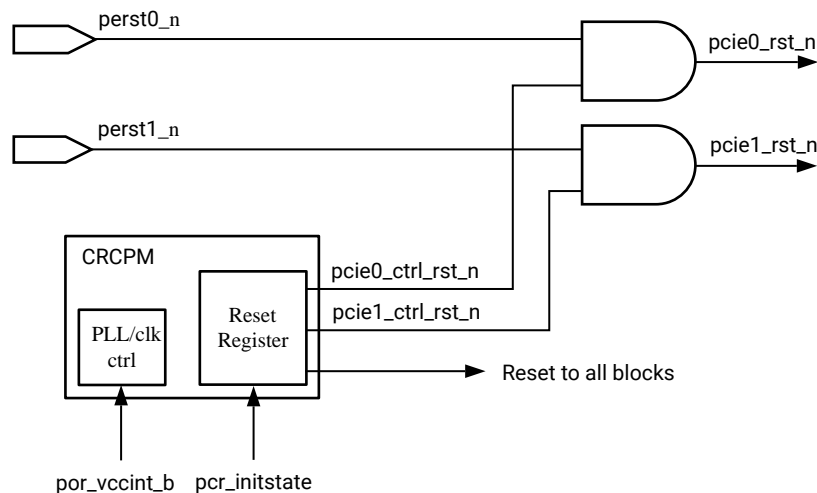 perst0_n
pcie0_rst_n
perst1_n
pcie1_rst_n
CRCPM
pcie0_ctrl_rst_n
Reset
Register
pcie1_ctrl_rst_n
PLL/clk
ctrl
Reset to all blocks
por_vccint_b
pcr_initstate